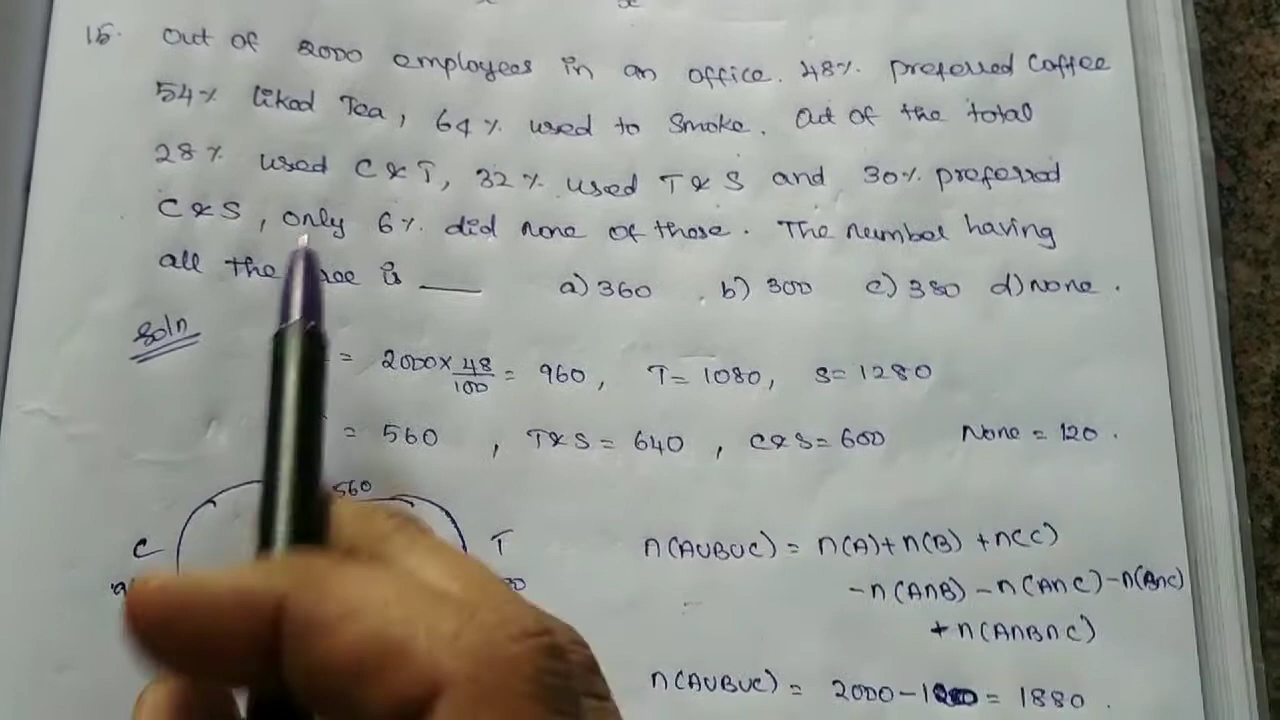 15. Out of 2000 employees in an office. 48% preferred Coffee
54% liked Tea, 64% used to Smoke. Out of the total
28% used C & T, 32% used T & S and 30% preferred
C & S, only 6% did none of these. The number having
all the is ___ a) 360 b) 300 c) 380 d) none.
Soln
= 2000 × 48/100 = 960, T = 1080, S = 1280
= 560, T & S = 640, C & S = 600 None = 120.
560
C T
n(AUBUC) = n(A) + n(B) + n(C)
- n(A∩B) - n(A∩C) - n(B∩C)
+ n(A∩B∩C)
n(AUBUC) = 2000 - 120 = 1880.